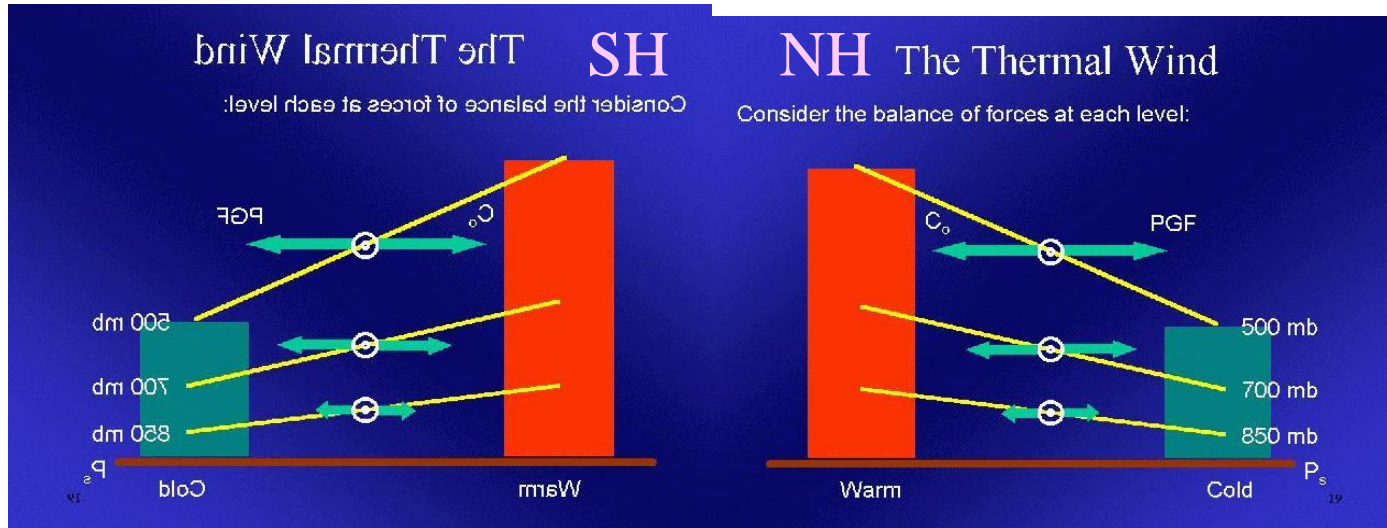 The Thermal Wind SH
Consider the balance of forces at each level:
PGF
Co
500 mb
700 mb
850 mb
Ps
Cold
Warm
19
NH The Thermal Wind
Consider the balance of forces at each level:
Co
PGF
500 mb
700 mb
850 mb
Ps
Warm
Cold
19